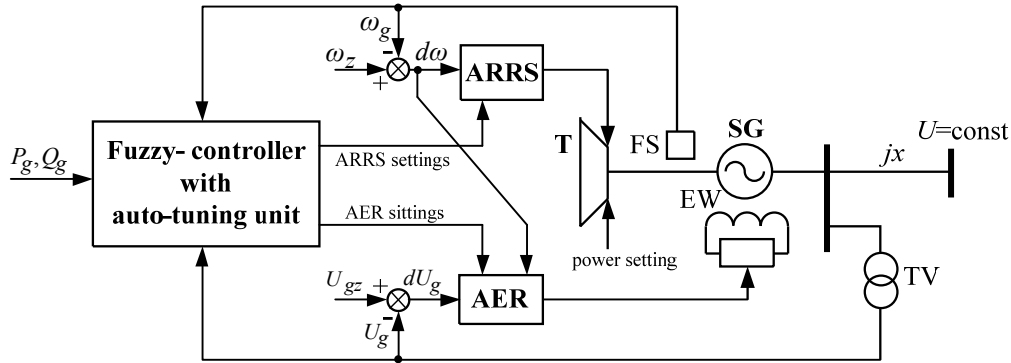 ω_g
ω_z
-
+
dω
ARRS
T
FS
SG
U=const
jx
P_g, Q_g
Fuzzy- controller
with
auto-tuning unit
ARRS settings
AER sittings
EW
power setting
U_gz
+
dU_g
-
U_g
AER
TV